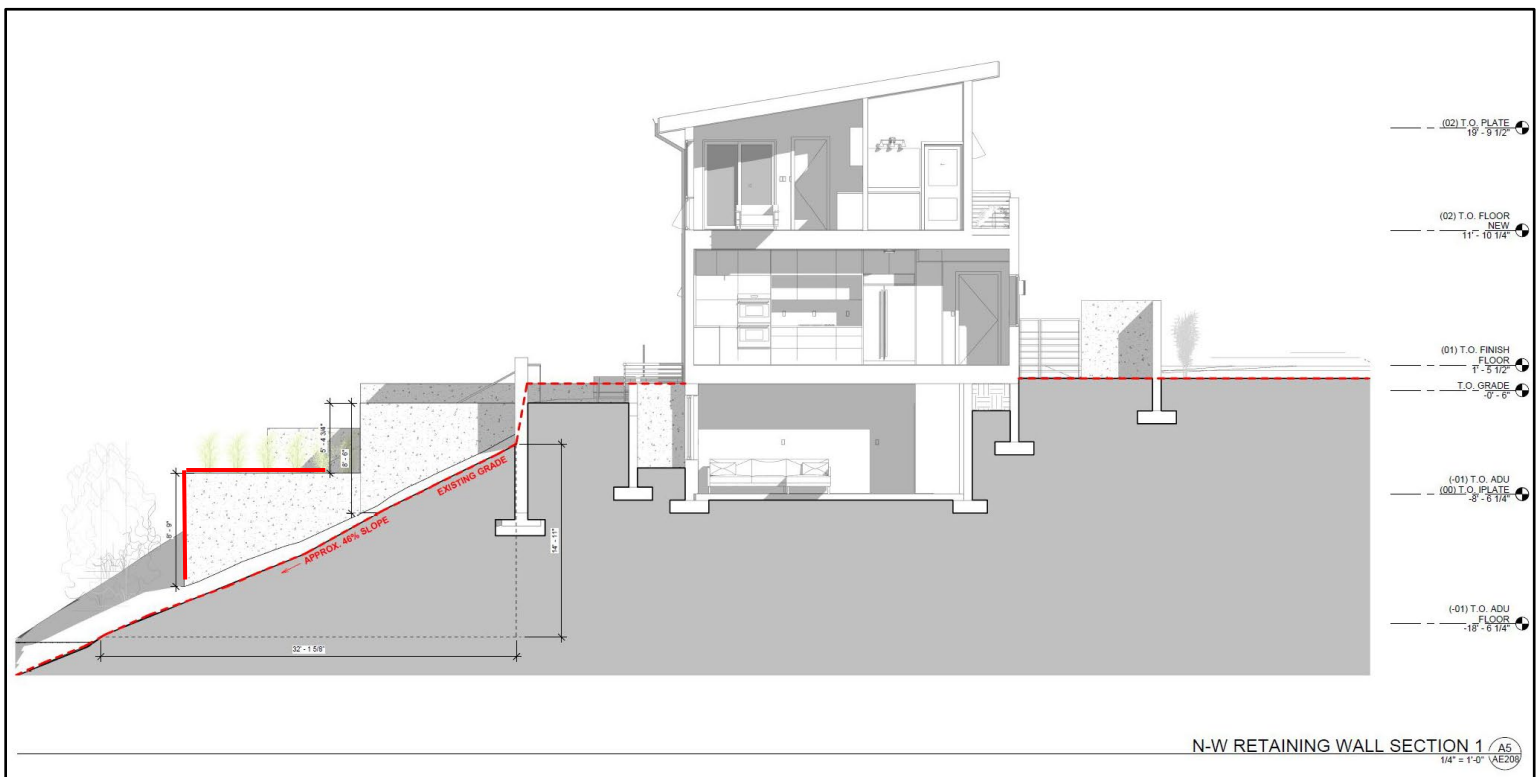 (02) T.O. PLATE
19' - 9 1/2"
(02) T.O. FLOOR
NEW
11' - 10 1/4"
(01) T.O. FINISH
FLOOR
1' - 5 1/2"
T.O. GRADE
-0' - 6"
5' - 4 3/4"
8' - 6"
8' - 9"
EXISTING GRADE
APPROX. 46% SLOPE
14' - 11"
32' - 1 5/8"
(-01) T.O. ADU
(00) T.O. IPLATE
-8' - 6 1/4"
(-01) T.O. ADU
FLOOR
-18' - 6 1/4"
N-W RETAINING WALL SECTION 1
1/4" = 1'-0"
A5
AE208